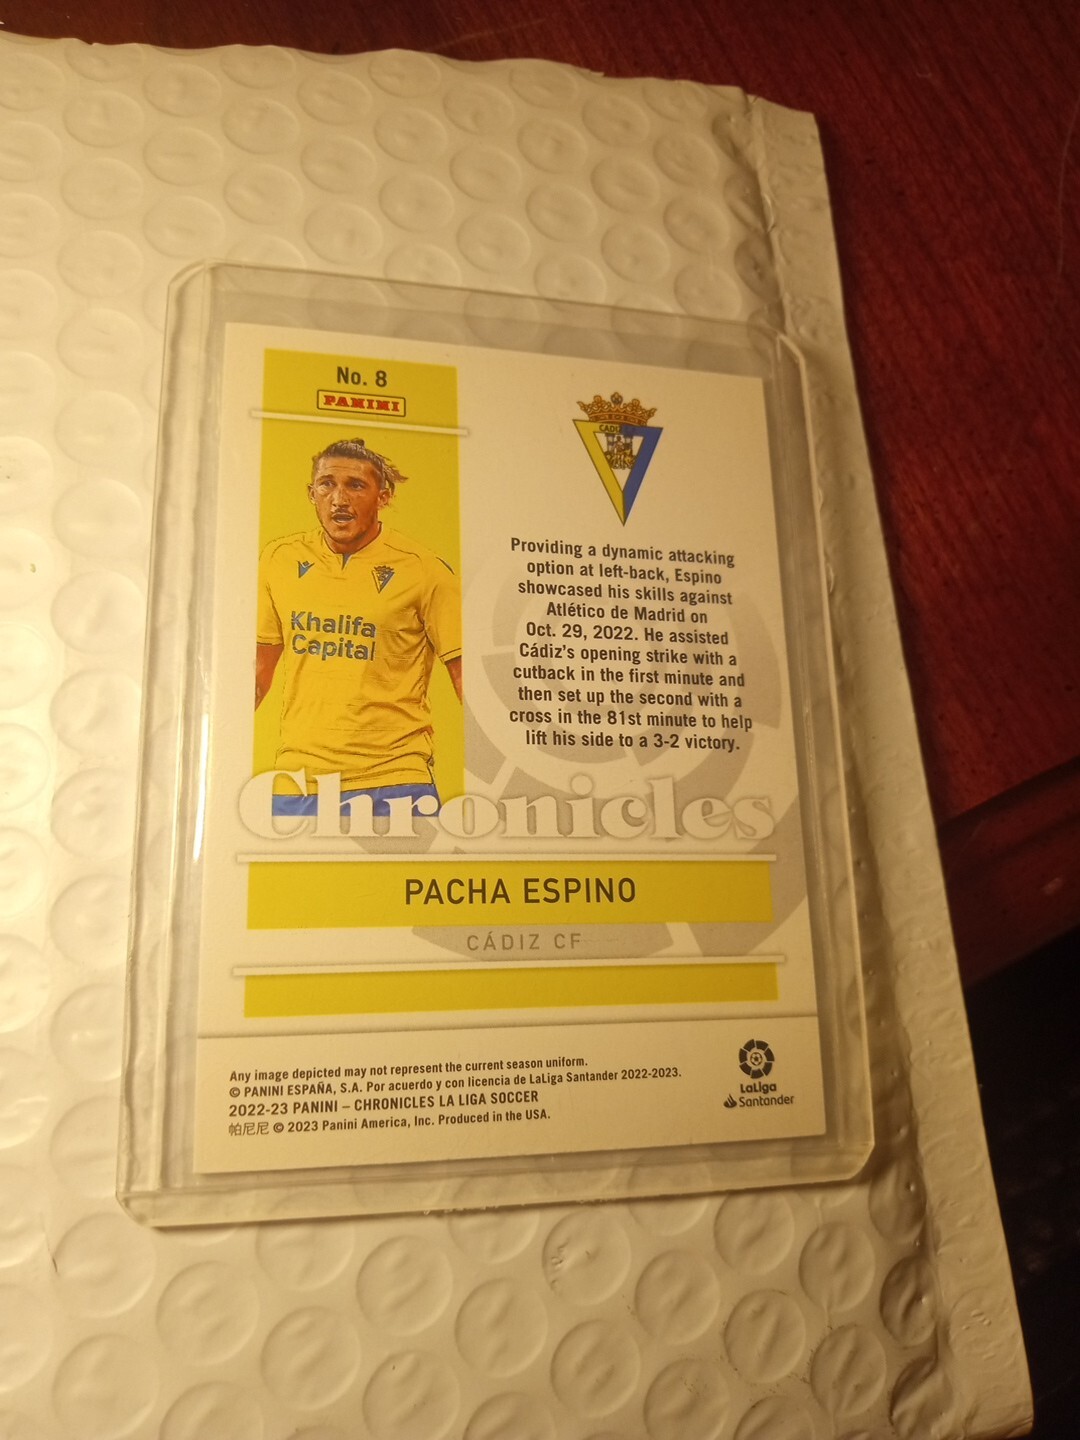 No. 8
PANINI
CADIZ
Khalifa
Capital
Providing a dynamic attacking
option at left-back, Espino
showcased his skills against
Atlético de Madrid on
Oct. 29, 2022. He assisted
Cádiz's opening strike with a
cutback in the first minute and
then set up the second with a
cross in the 81st minute to help
lift his side to a 3-2 victory.
Chronicles
PACHA ESPINO
CÁDIZ CF
Any image depicted may not represent the current season uniform.
© PANINI ESPAÑA, S.A. Por acuerdo y con licencia de LaLiga Santander 2022-2023.
2022-23 PANINI – CHRONICLES LA LIGA SOCCER
帕尼尼 © 2023 Panini America, Inc. Produced in the USA.
LaLiga
Santander